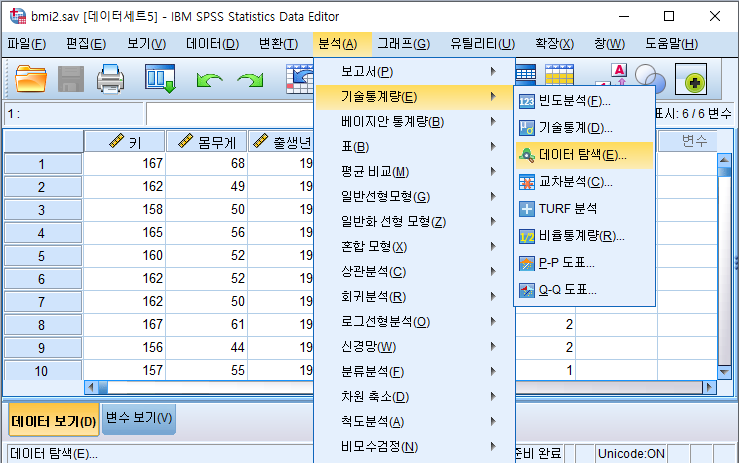 bmi2.sav [데이터세트5] - IBM SPSS Statistics Data Editor
파일(F) 편집(E) 보기(V) 데이터(D) 변환(T) 분석(A) 그래프(G) 유틸리티(U) 확장(X) 창(W) 도움말(H)
1 :
표시: 6 / 6 변수
키 몸무게 출생년 변수
1 167 68 19
2 162 49 19
3 158 50 19
4 165 56 19
5 160 52 19
6 162 52 19
7 162 50 19
8 167 61 19 2
9 156 44 19 2
10 157 55 19 1
보고서(P)
기술통계량(E)
베이지안 통계량(B)
표(B)
평균 비교(M)
일반선형모형(G)
일반화 선형 모형(Z)
혼합 모형(X)
상관분석(C)
회귀분석(R)
로그선형분석(O)
신경망(W)
분류분석(F)
차원 축소(D)
척도분석(A)
비모수검정(N)
123 빈도분석(F)...
기술통계(D)...
데이터 탐색(E)...
교차분석(C)...
TURF 분석
1/2 비율통계량(R)...
P-P 도표...
Q-Q 도표...
데이터 보기(D) 변수 보기(V)
데이터 탐색(E)... 준비 완료 Unicode:ON